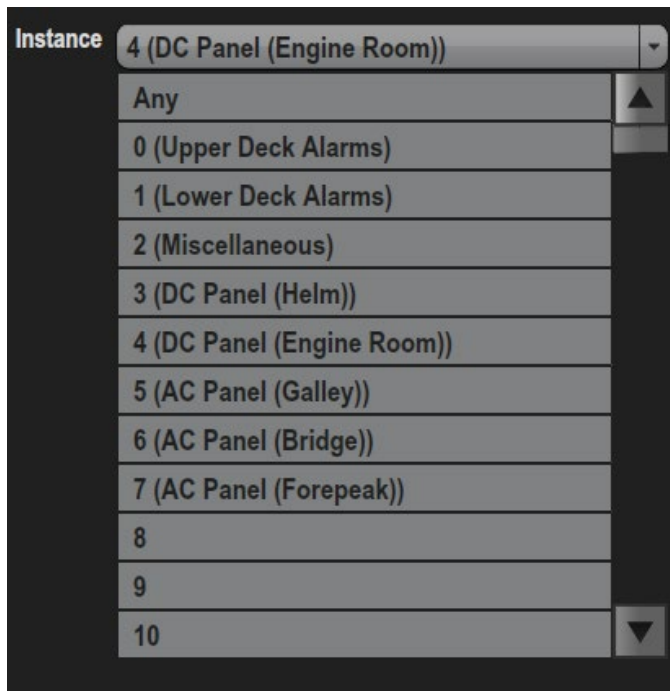 Instance 4 (DC Panel (Engine Room))
Any
0 (Upper Deck Alarms)
1 (Lower Deck Alarms)
2 (Miscellaneous)
3 (DC Panel (Helm))
4 (DC Panel (Engine Room))
5 (AC Panel (Galley))
6 (AC Panel (Bridge))
7 (AC Panel (Forepeak))
8
9
10